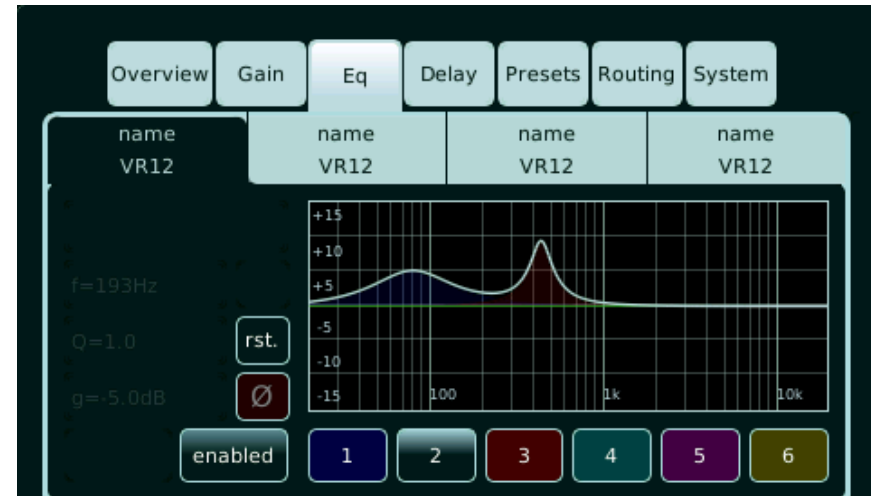 Overview Gain Eq Delay Presets Routing System
name name name name
VR12 VR12 VR12 VR12
+15
+10
f=193Hz +5
-5
Q=1.0 rst.
-10
g=-5.0dB Ø -15 100 1k 10k
enabled 1 2 3 4 5 6